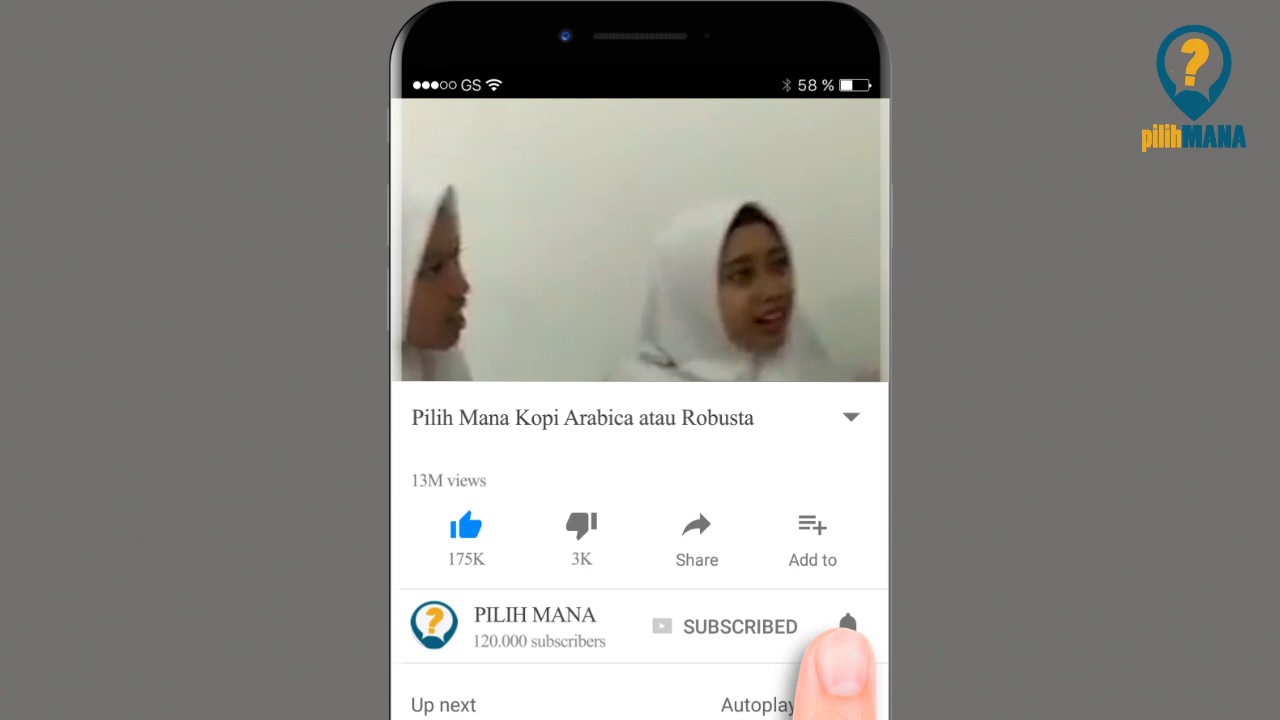 GS
58 %
pilihMANA
Pilih Mana Kopi Arabica atau Robusta
13M views
175K
3K
Share
Add to
PILIH MANA
SUBSCRIBED
120.000 subscribers
Up next
Autoplay